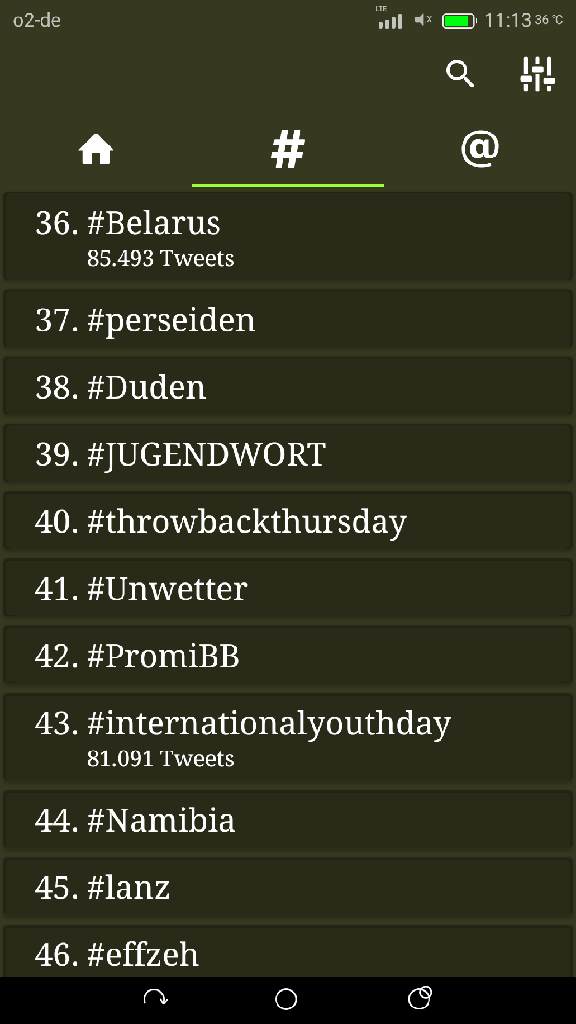 o2-de LTE 11:13 36 °C
# @
36. #Belarus
85.493 Tweets
37. #perseiden
38. #Duden
39. #JUGENDWORT
40. #throwbackthursday
41. #Unwetter
42. #PromiBB
43. #internationalyouthday
81.091 Tweets
44. #Namibia
45. #lanz
46. #effzeh